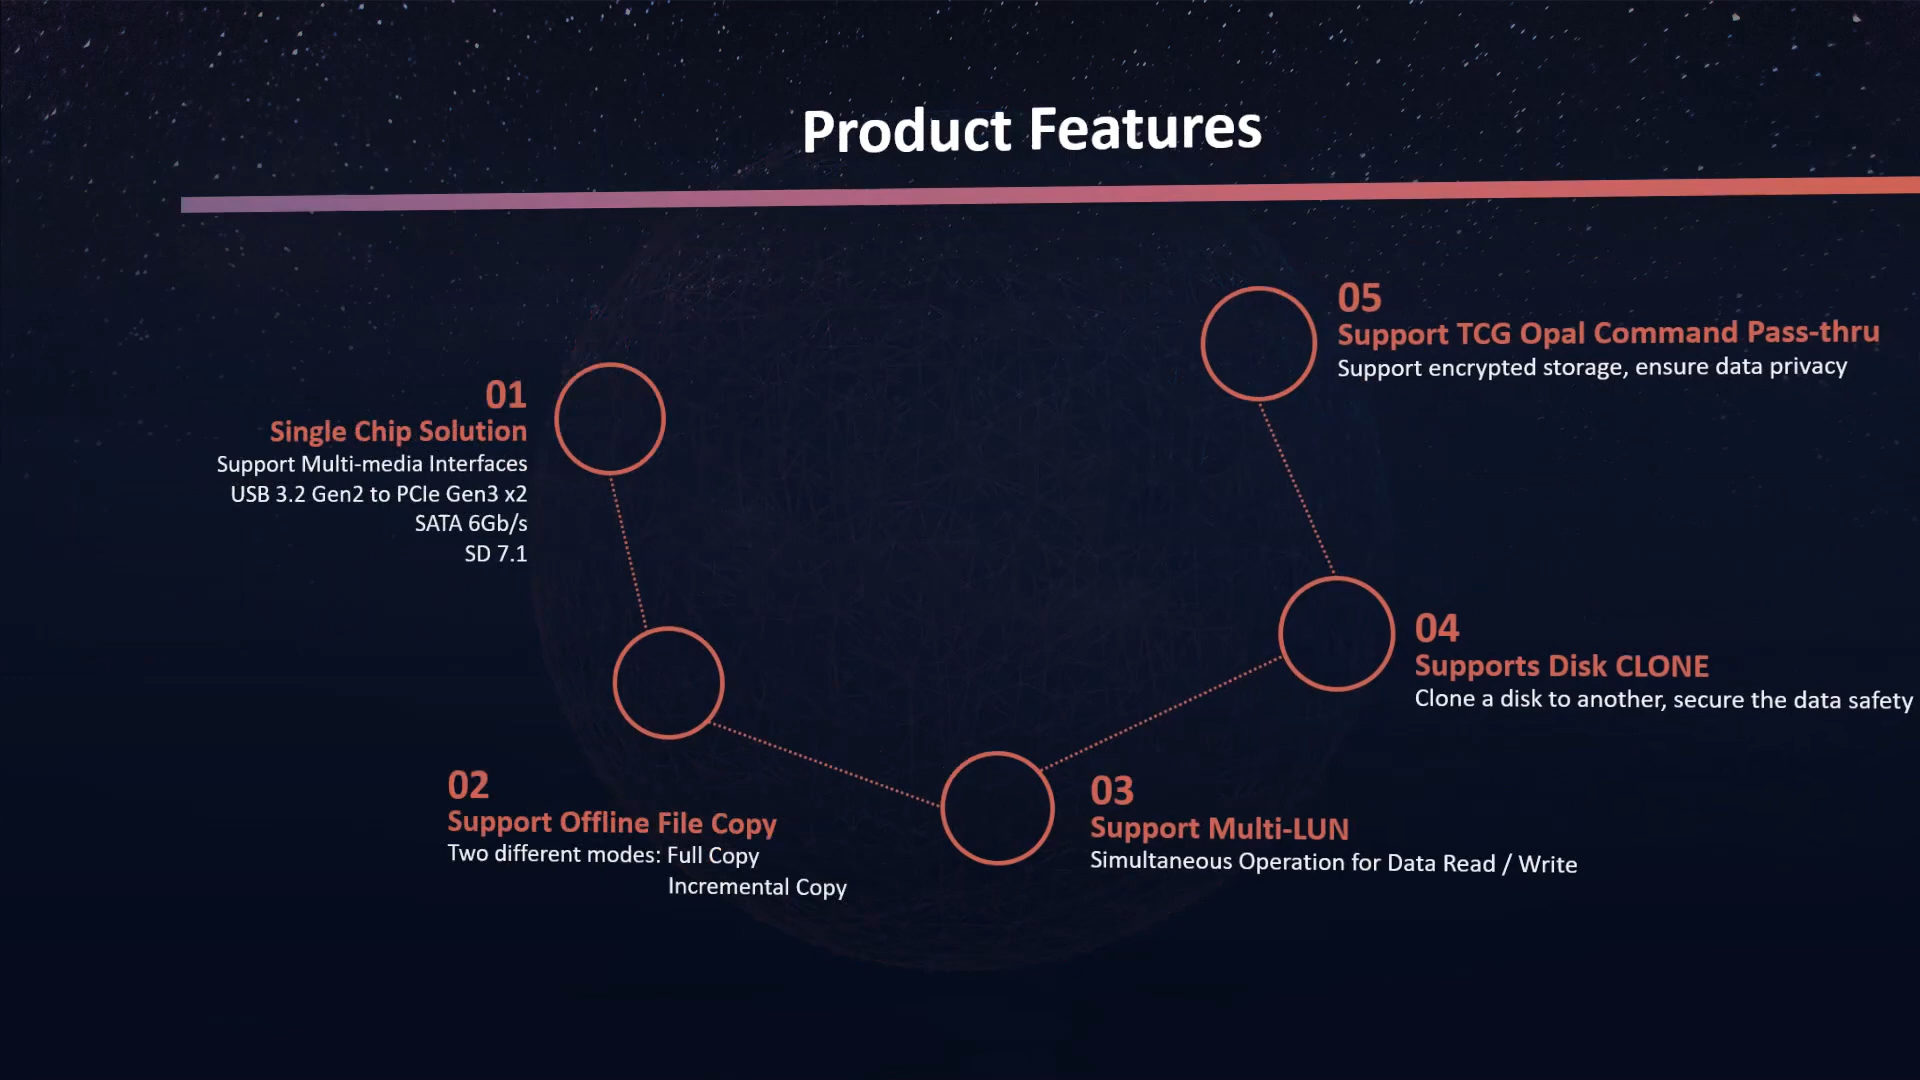 Product Features
01
Single Chip Solution
Support Multi-media Interfaces
USB 3.2 Gen2 to PCIe Gen3 x2
SATA 6Gb/s
SD 7.1
02
Support Offline File Copy
Two different modes: Full Copy
Incremental Copy
03
Support Multi-LUN
Simultaneous Operation for Data Read / Write
04
Supports Disk CLONE
Clone a disk to another, secure the data safety
05
Support TCG Opal Command Pass-thru
Support encrypted storage, ensure data privacy